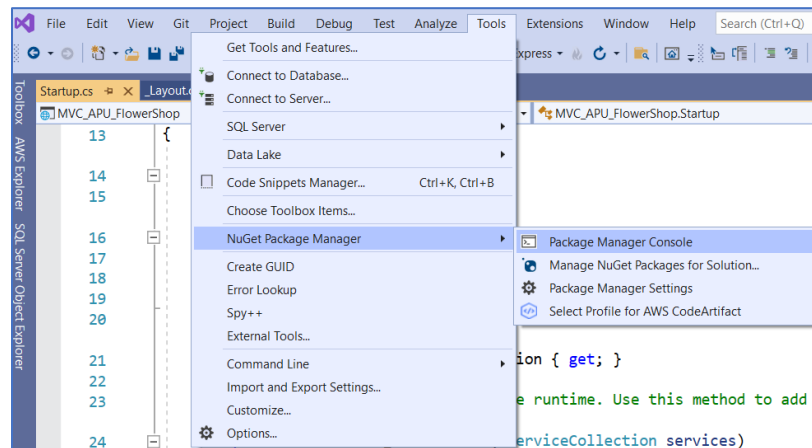 File Edit View Git Project Build Debug Test Analyze Tools Extensions Window Help Search (Ctrl+Q)
Get Tools and Features...
xpress
Connect to Database...
Startup.cs _Layout.c
Connect to Server...
MVC_APU_FlowerShop
MVC_APU_FlowerShop.Startup
Toolbox
AWS Explorer
SQL Server Object Explorer
SQL Server
13 {
Data Lake
14
Code Snippets Manager... Ctrl+K, Ctrl+B
15
Choose Toolbox Items...
16
NuGet Package Manager
Package Manager Console
17
Create GUID
Manage NuGet Packages for Solution...
18
Error Lookup
Package Manager Settings
19
Spy++
Select Profile for AWS CodeArtifact
20
External Tools...
21
Command Line
ion { get; }
22
Import and Export Settings...
23
e runtime. Use this method to add
Customize...
24
Options...
erviceCollection services)